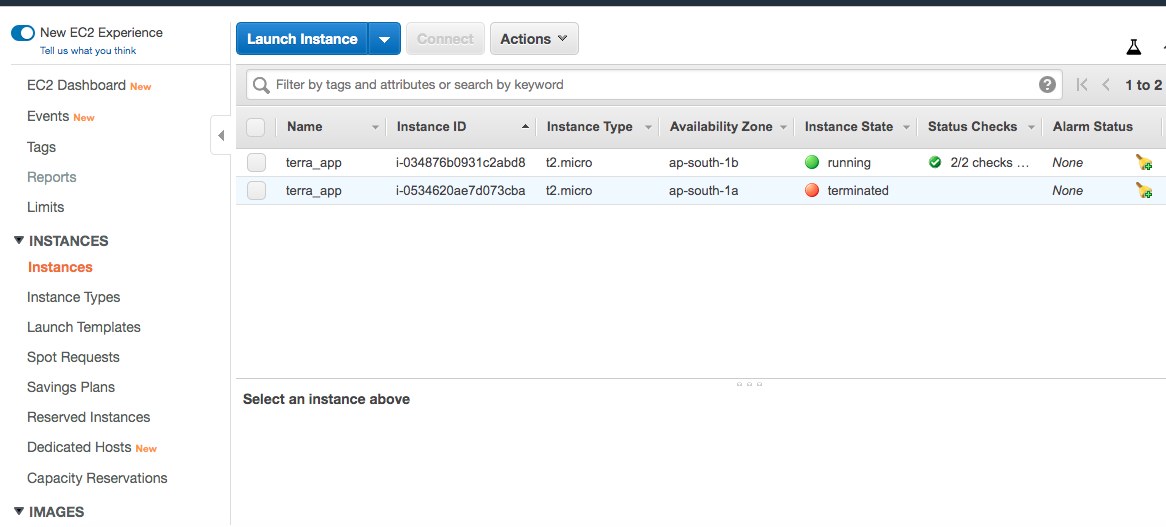 New EC2 Experience
Tell us what you think
EC2 Dashboard New
Events New
Tags
Reports
Limits
INSTANCES
Instances
Instance Types
Launch Templates
Spot Requests
Savings Plans
Reserved Instances
Dedicated Hosts New
Capacity Reservations
IMAGES
Launch Instance Connect Actions
Filter by tags and attributes or search by keyword ? 1 to 2
Name Instance ID Instance Type Availability Zone Instance State Status Checks Alarm Status
terra_app i-034876b0931c2abd8 t2.micro ap-south-1b running 2/2 checks ... None
terra_app i-0534620ae7d073cba t2.micro ap-south-1a terminated None
Select an instance above